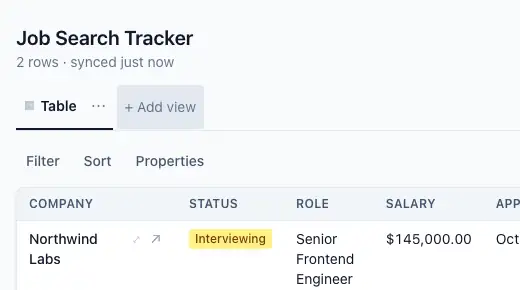 Job Search Tracker
2 rows · synced just now
Table ··· + Add view
Filter Sort Properties
COMPANY STATUS ROLE SALARY APP
Northwind Interviewing Senior $145,000.00 Oct
Labs Frontend
Engineer